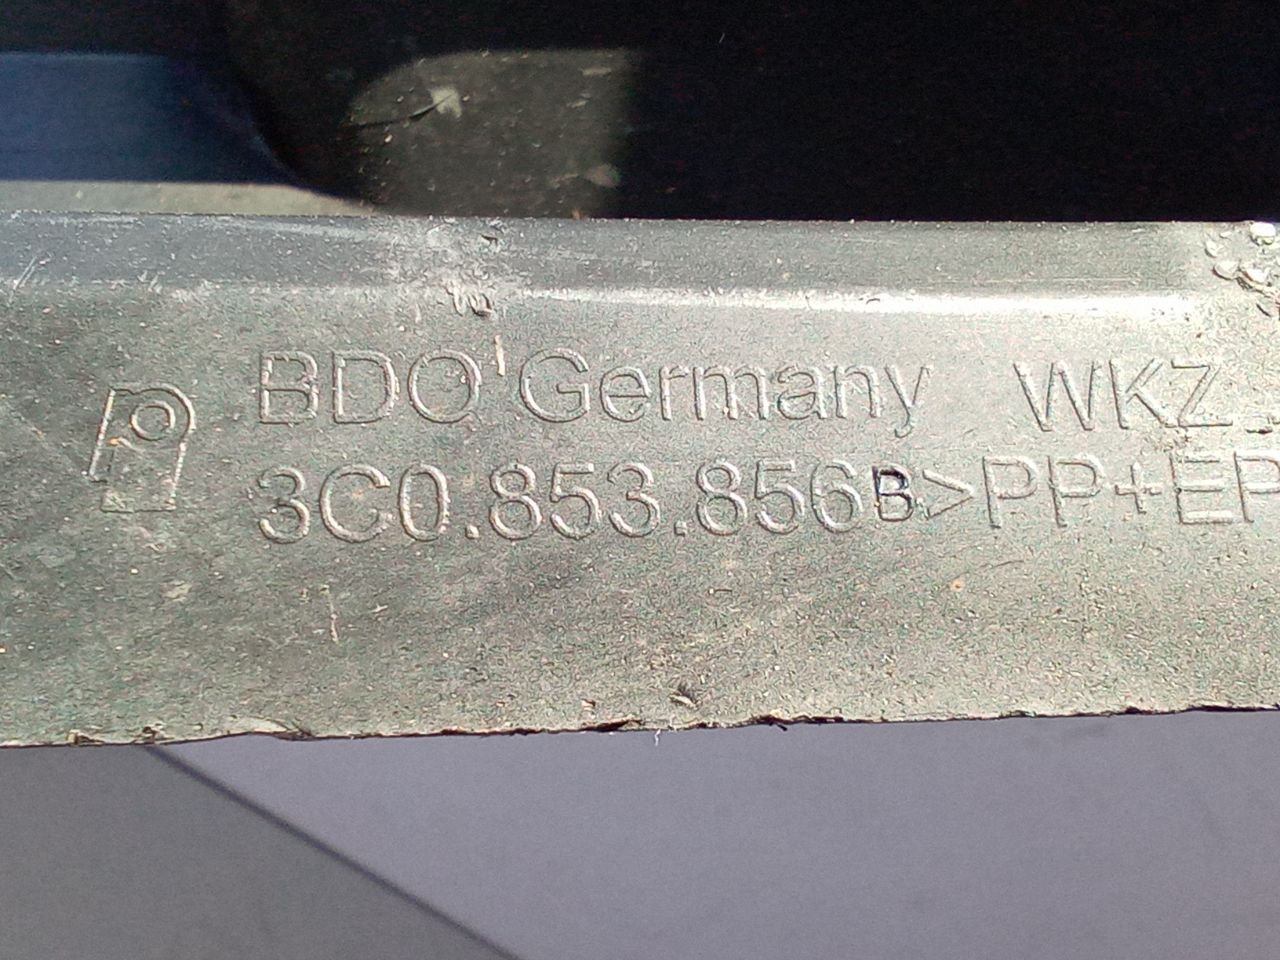 BDO Germany WKZ.
3C0.853.856B >PP+EP